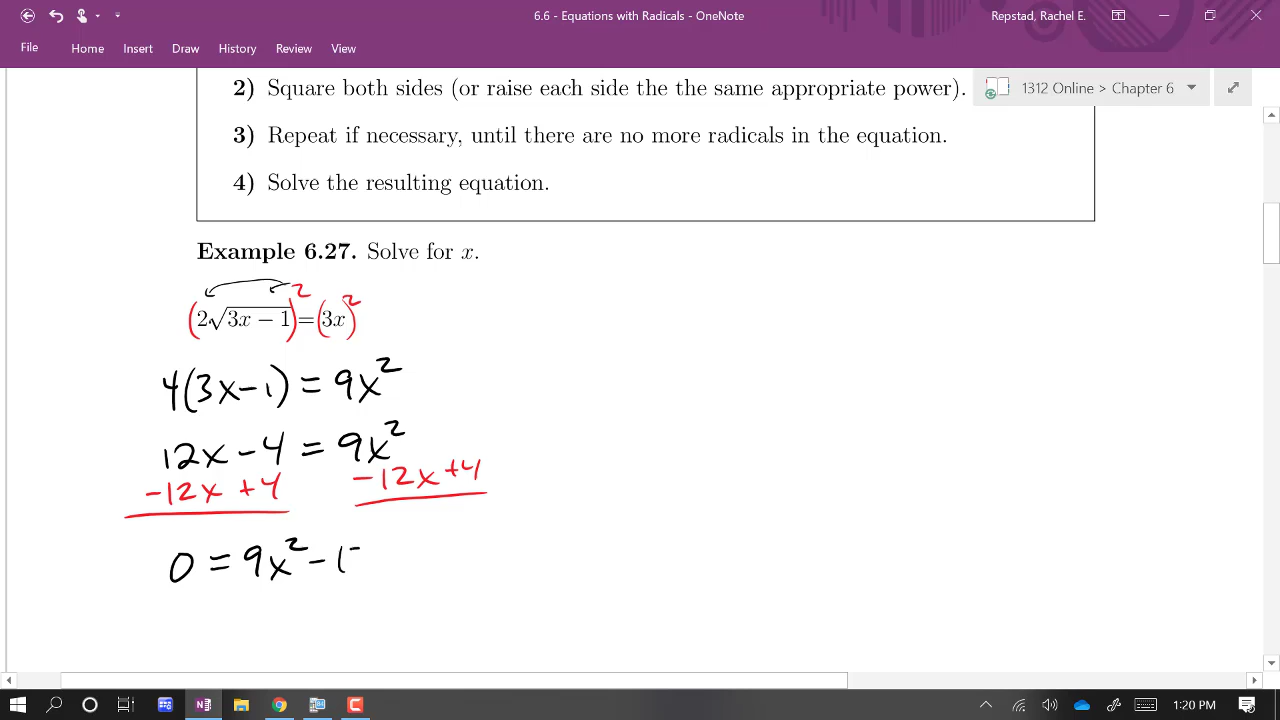 6.6 - Equations with Radicals - OneNote
Repstad, Rachel E.
File Home Insert Draw History Review View
1312 Online > Chapter 6
2) Square both sides (or raise each side the the same appropriate power).
3) Repeat if necessary, until there are no more radicals in the equation.
4) Solve the resulting equation.
Example 6.27. Solve for x.
(2√(3x − 1))² = (3x)²
4(3x-1) = 9x²
12x - 4 = 9x²
-12x +4 -12x +4
0 = 9x² - 1
1:20 PM